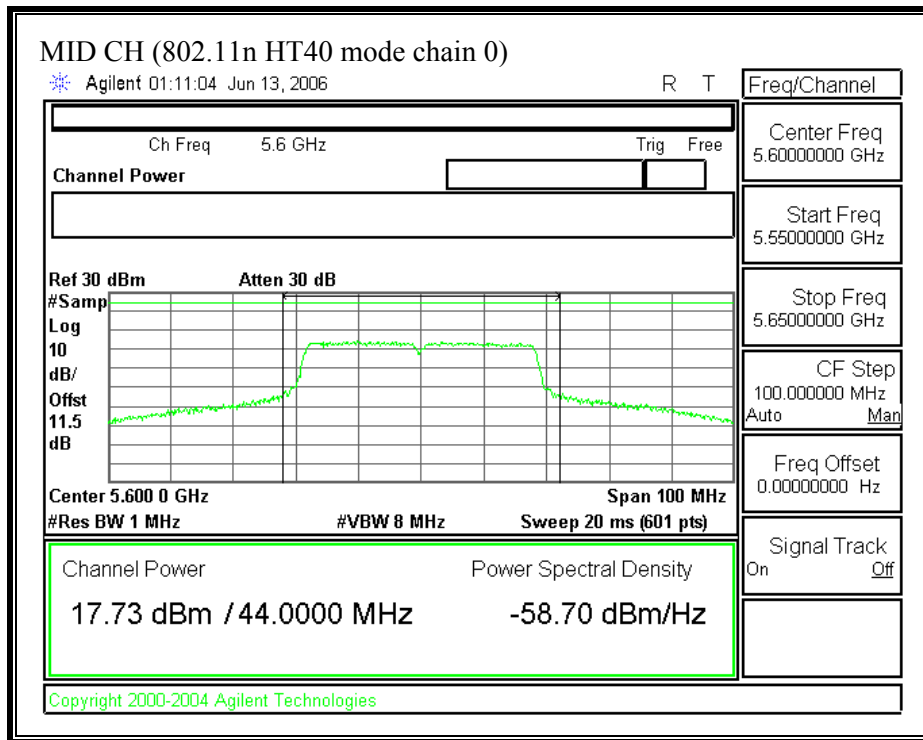 MID CH (802.11n HT40 mode chain 0)
Agilent 01:11:04 Jun 13, 2006 R T
Freq/Channel
Ch Freq 5.6 GHz Trig Free
Channel Power
Center Freq
5.60000000 GHz
Start Freq
5.55000000 GHz
Stop Freq
5.65000000 GHz
CF Step
100.000000 MHz
Auto Man
Freq Offset
0.00000000 Hz
Signal Track
On Off
Ref 30 dBm Atten 30 dB
#Samp
Log
10
dB/
Offst
11.5
dB
Center 5.600 0 GHz Span 100 MHz
#Res BW 1 MHz #VBW 8 MHz Sweep 20 ms (601 pts)
Channel Power Power Spectral Density
17.73 dBm / 44.0000 MHz -58.70 dBm/Hz
Copyright 2000-2004 Agilent Technologies